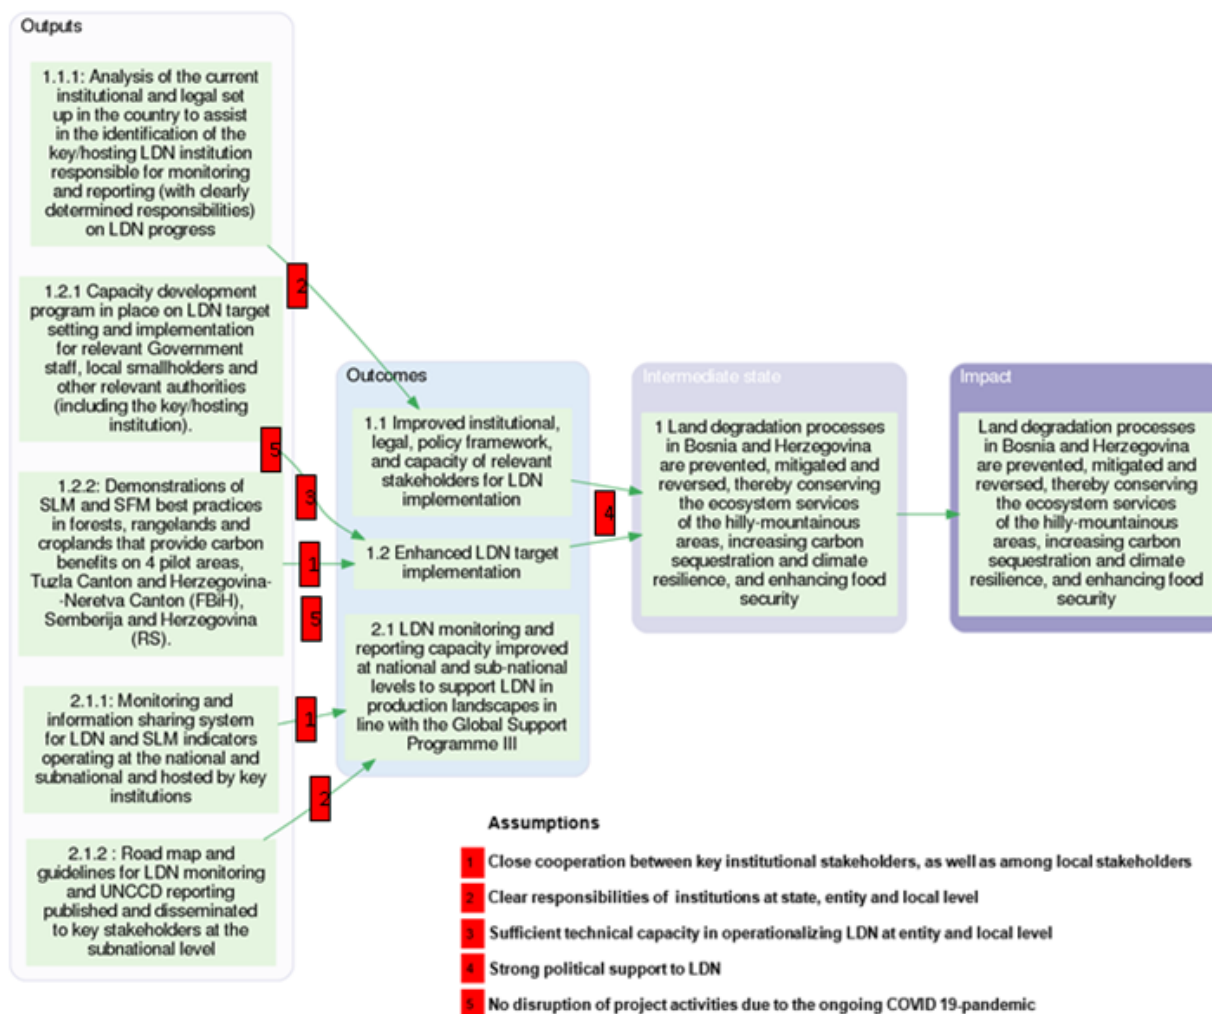 Outputs
1.1.1: Analysis of the current
institutional and legal set
up in the country to assist
in the identification of the
key/hosting LDN institution
responsible for monitoring
and reporting (with clearly
determined responsibilities)
on LDN progress
2
1.2.1 Capacity development
program in place on LDN target
setting and implementation
for relevant Government
staff, local smallholders and
other relevant authorities
(including the key/hosting
institution).
5
3
1.2.2: Demonstrations of
SLM and SFM best practices
in forests, rangelands and
croplands that provide carbon
benefits on 4 pilot areas,
Tuzla Canton and Herzegovina-
-Neretva Canton (FBiH),
Semberija and Herzegovina
(RS).
1
5
2.1.1: Monitoring and
information sharing system
for LDN and SLM indicators
operating at the national and
subnational and hosted by key
institutions
1
2.1.2 : Road map and
guidelines for LDN monitoring
and UNCCD reporting
published and disseminated
to key stakeholders at the
subnational level
2
Outcomes
1.1 Improved institutional,
legal, policy framework,
and capacity of relevant
stakeholders for LDN
implementation
1.2 Enhanced LDN target
implementation
2.1 LDN monitoring and
reporting capacity improved
at national and sub-national
levels to support LDN in
production landscapes in
line with the Global Support
Programme III
4
Intermediate state
1 Land degradation processes
in Bosnia and Herzegovina
are prevented, mitigated and
reversed, thereby conserving
the ecosystem services
of the hilly-mountainous
areas, increasing carbon
sequestration and climate
resilience, and enhancing food
security
Impact
Land degradation processes
in Bosnia and Herzegovina
are prevented, mitigated and
reversed, thereby conserving
the ecosystem services
of the hilly-mountainous
areas, increasing carbon
sequestration and climate
resilience, and enhancing food
security
Assumptions
1 Close cooperation between key institutional stakeholders, as well as among local stakeholders
2 Clear responsibilities of institutions at state, entity and local level
3 Sufficient technical capacity in operationalizing LDN at entity and local level
4 Strong political support to LDN
5 No disruption of project activities due to the ongoing COVID 19-pandemic